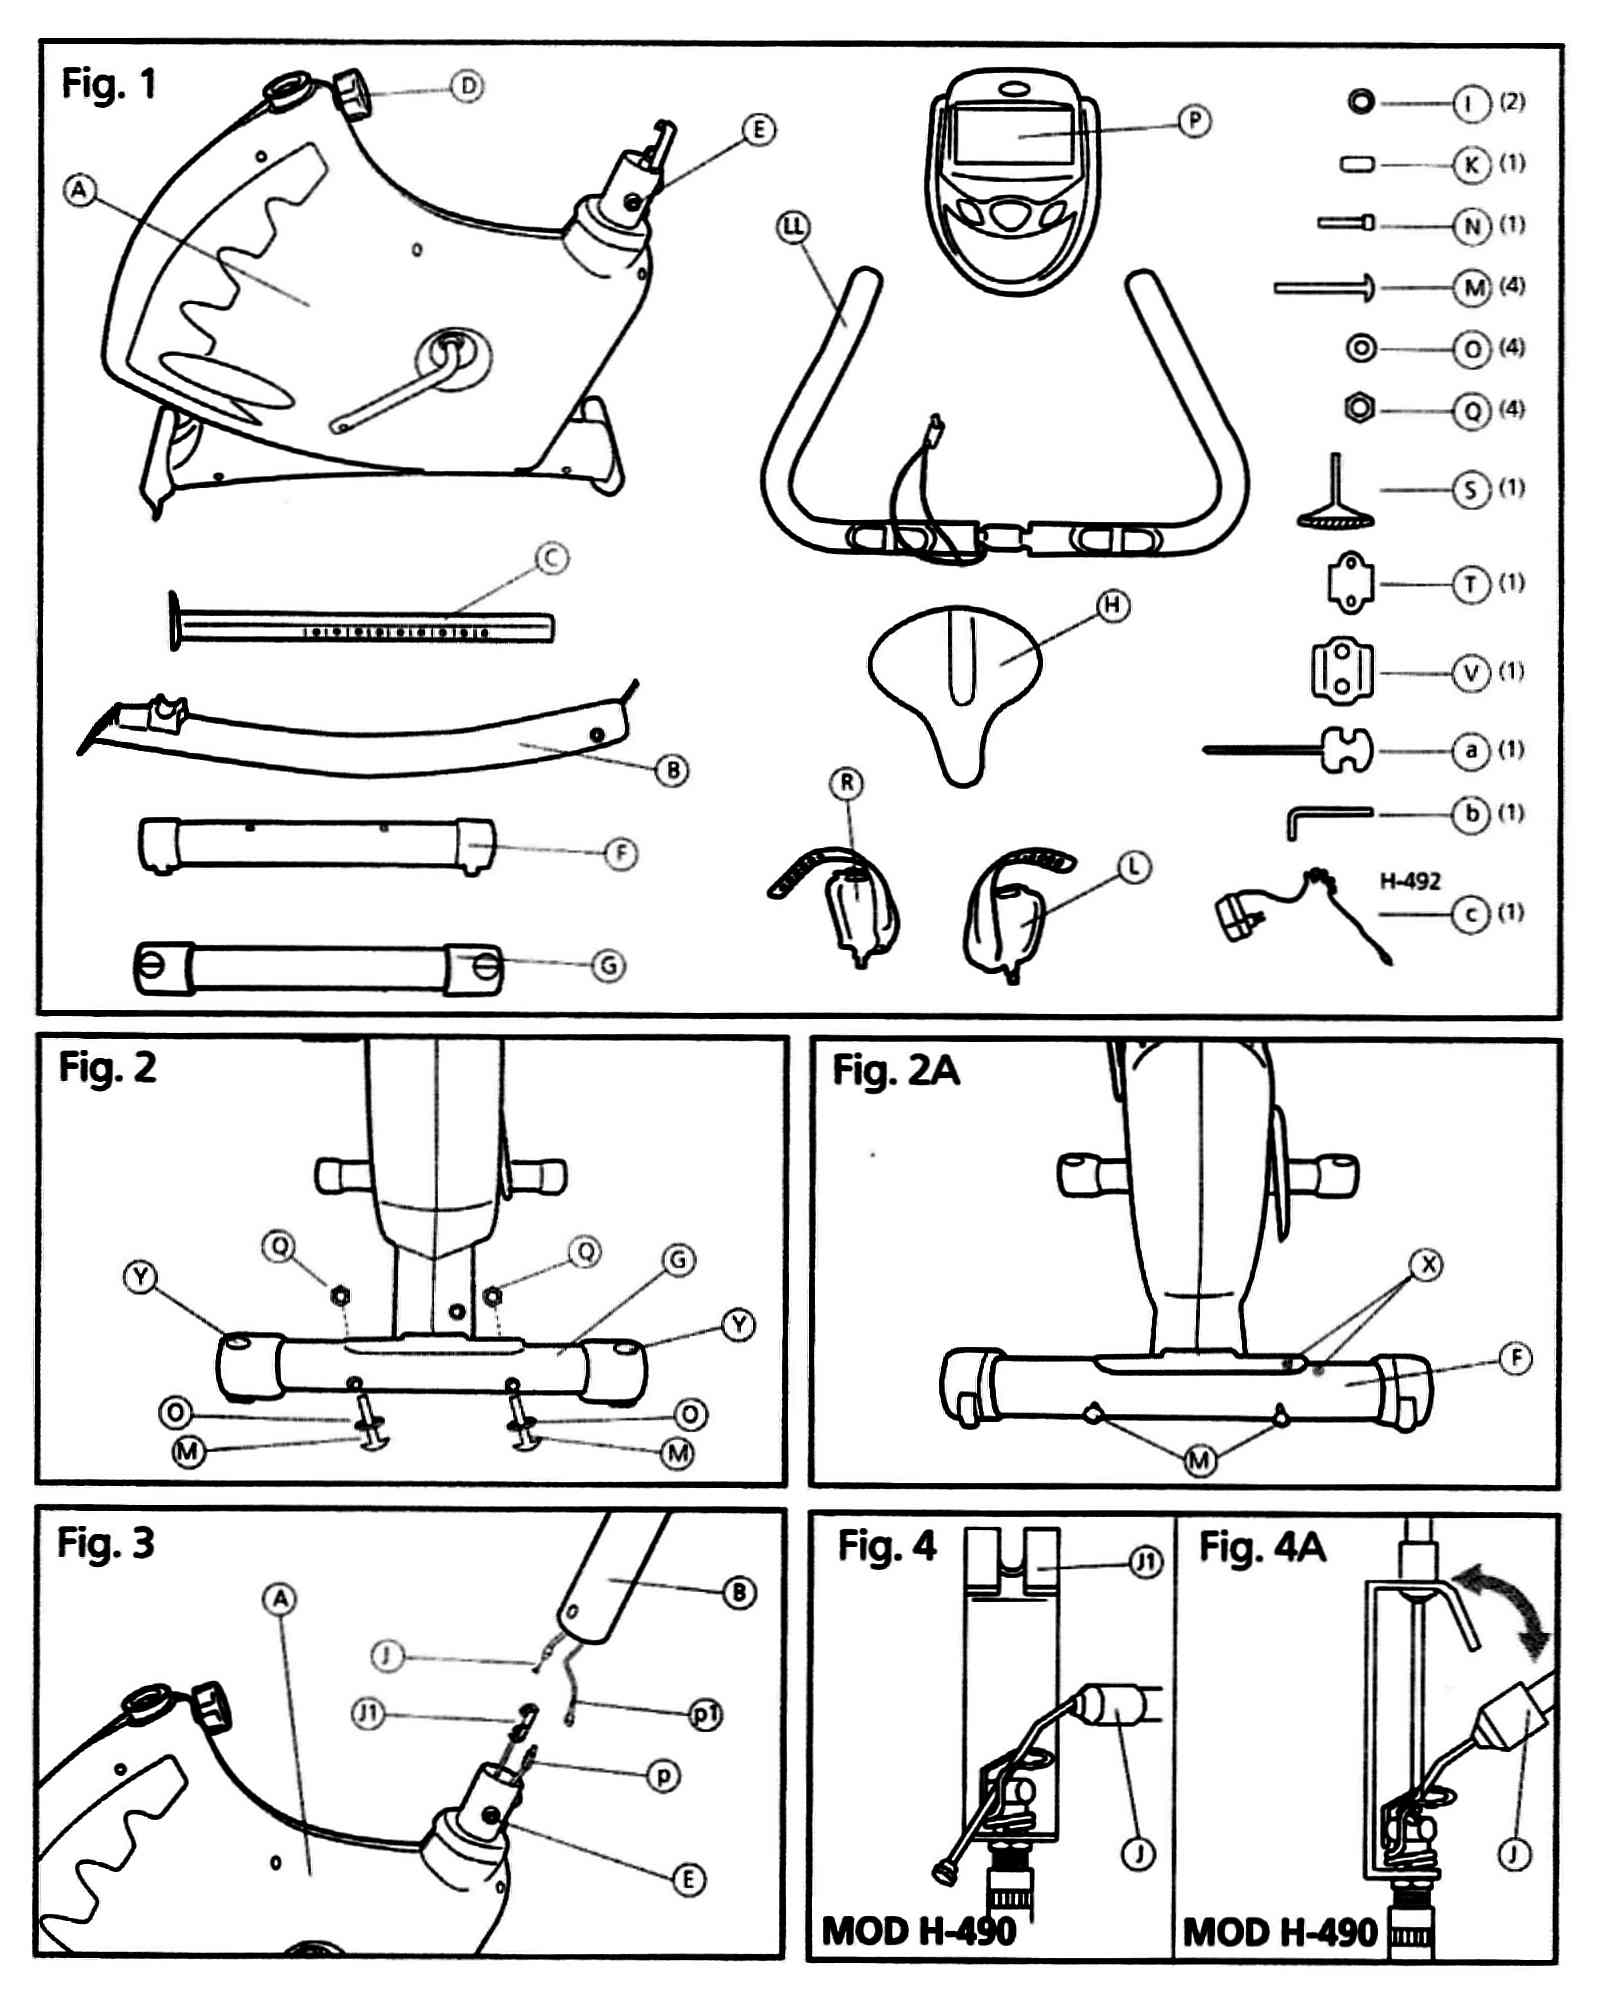 Fig. 1
D
E
A
P
LL
I (2)
K (1)
N (1)
M (4)
O (4)
Q (4)
S (1)
T (1)
V (1)
a (1)
b (1)
H-492
c (1)
C
B
F
G
H
R
L
Fig. 2
Q
Q
G
Y
Y
O
O
M
M
Fig. 2A
X
F
M
Fig. 3
A
B
J
J1
p1
p
E
Fig. 4
J1
J
MOD H-490
Fig. 4A
J
MOD H-490